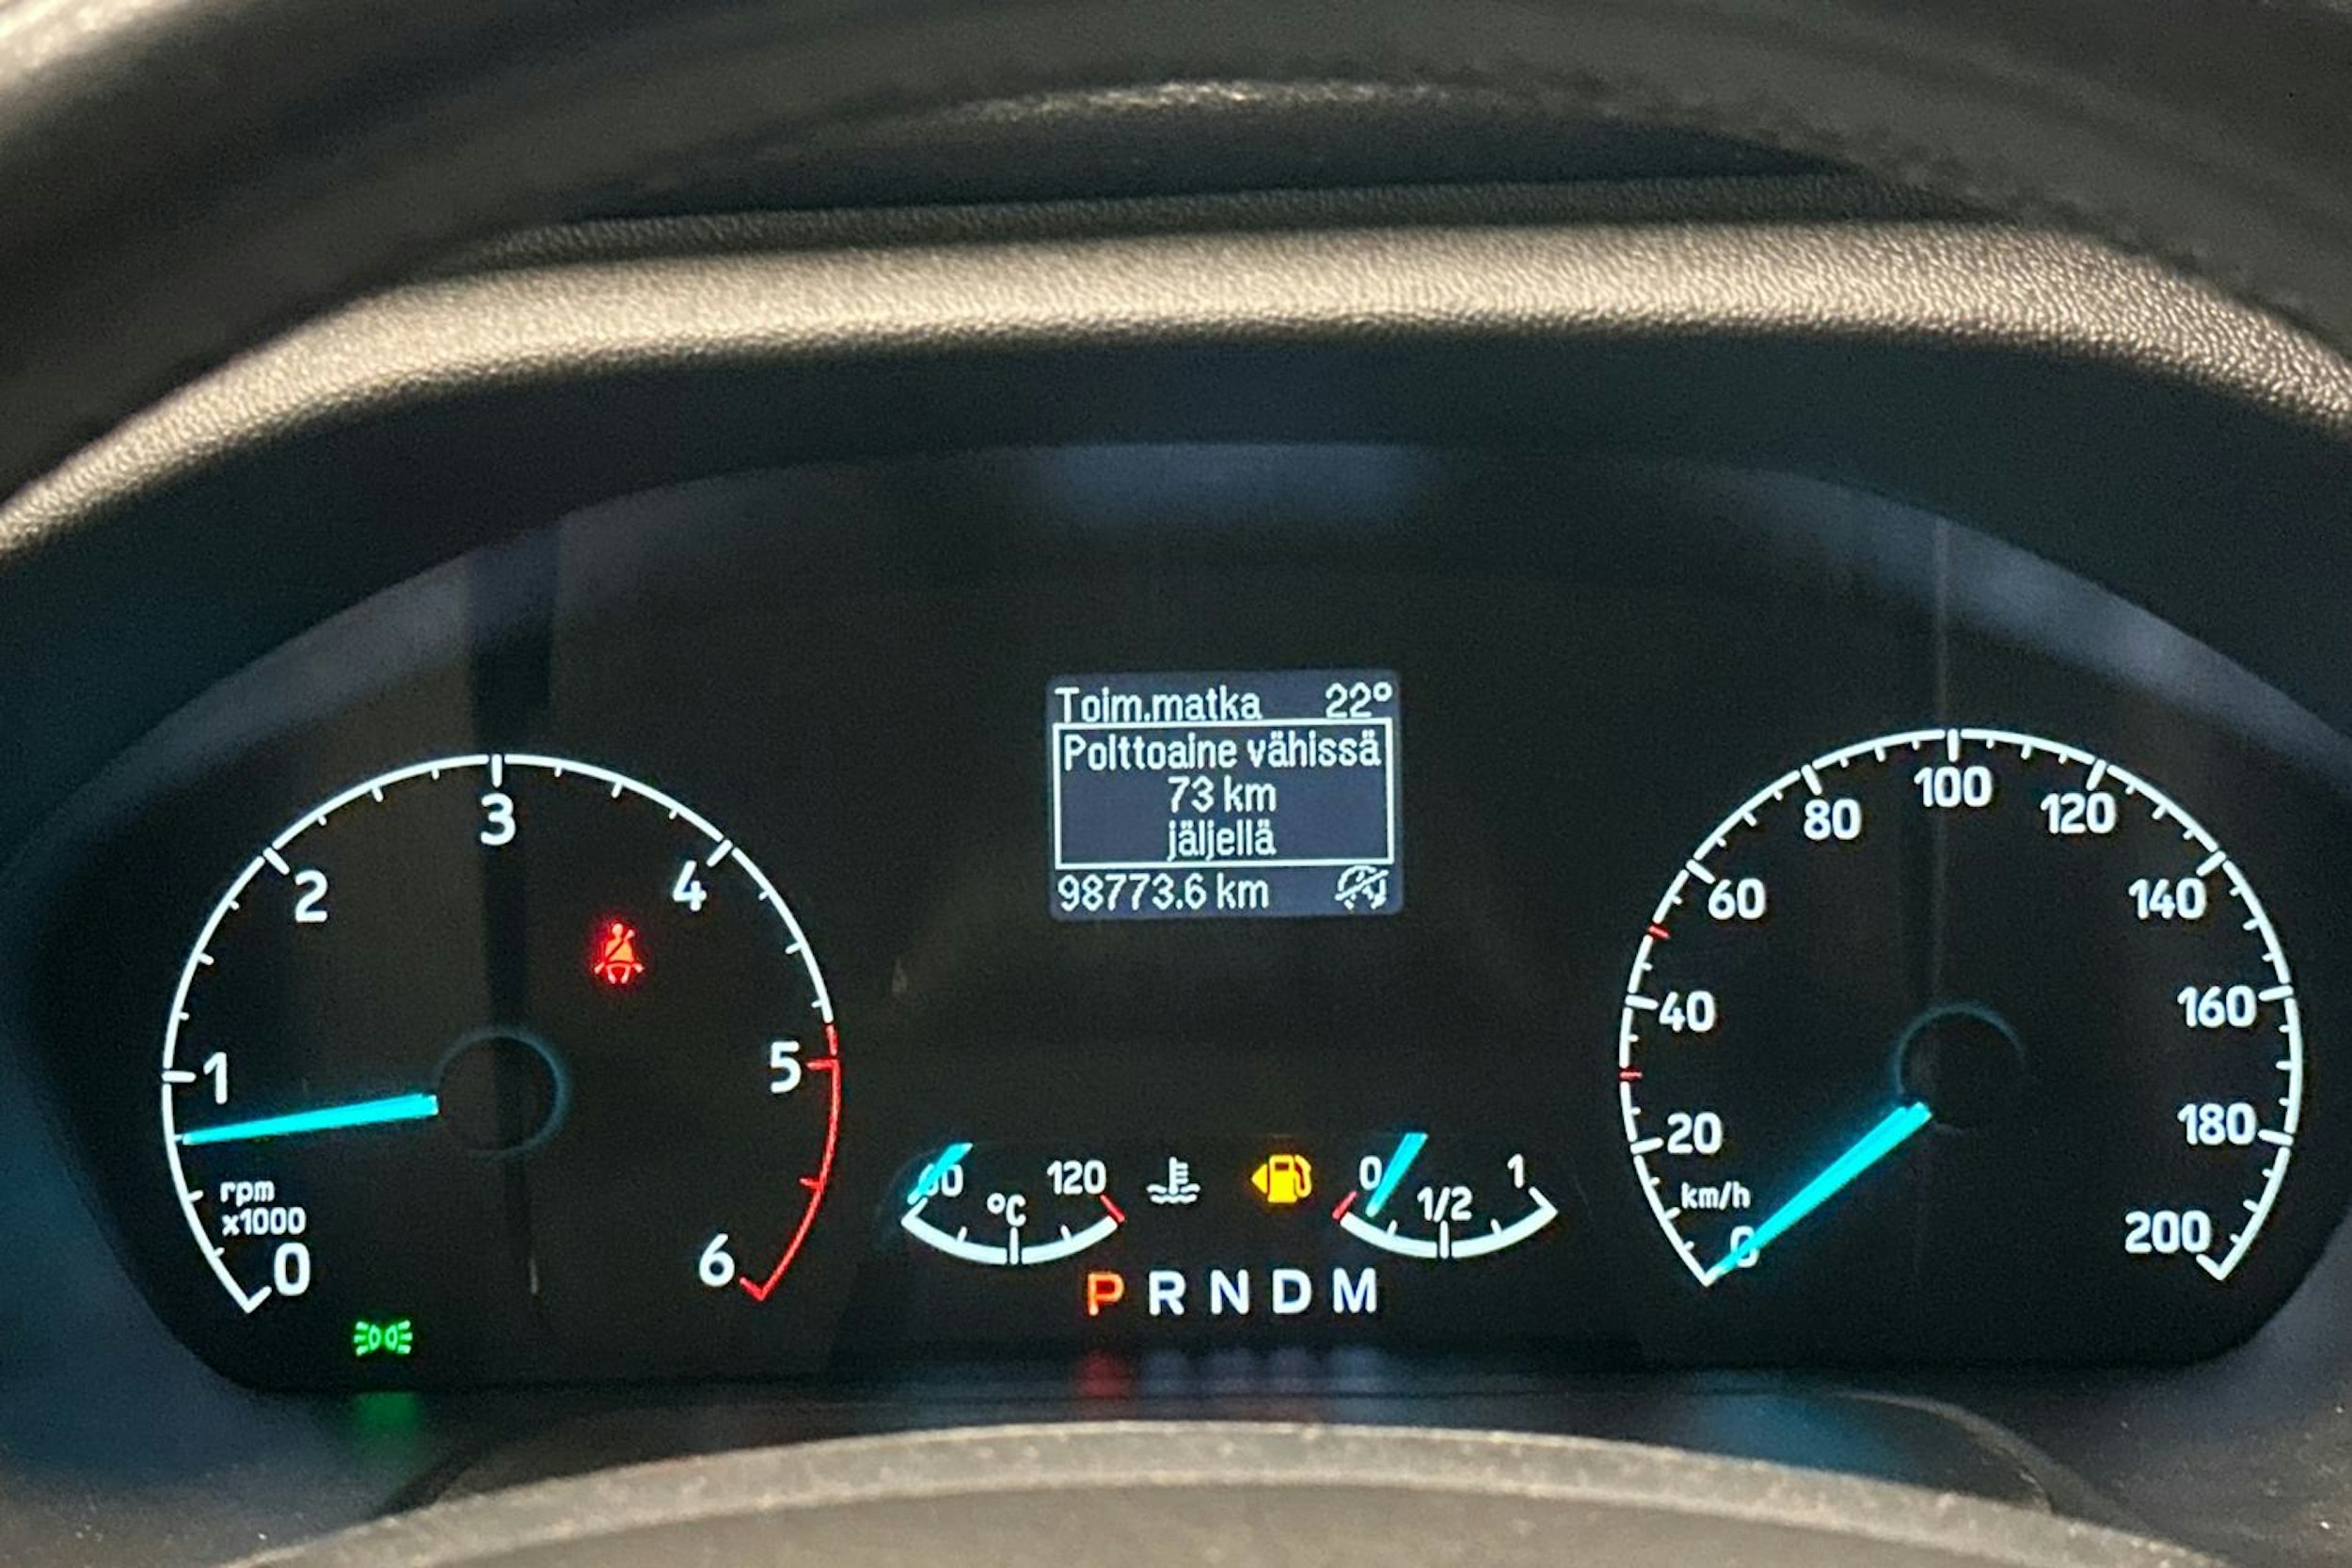 Toim.matka 22°
Polttoaine vähissä
73 km
jäljellä
98773.6 km
0
1
2
3
4
5
6
rpm
x1000
120
°C
0
1/2
1
P R N D M
0
20
40
60
80
100
120
140
160
180
200
km/h